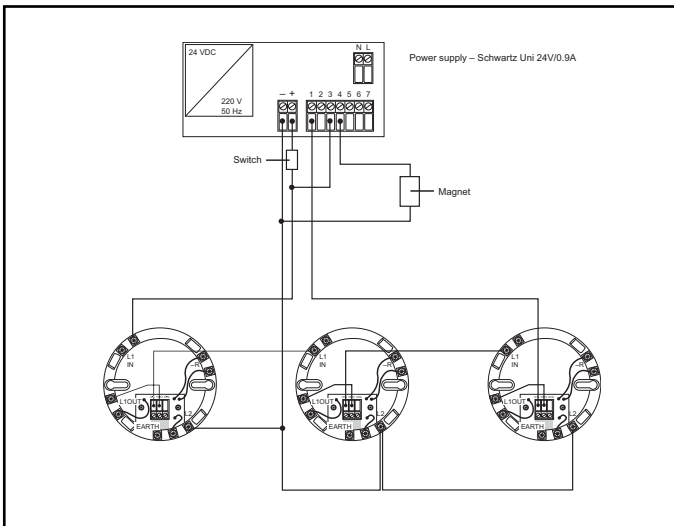 24 VDC
220 V
50 Hz
N L
Power supply – Schwartz Uni 24V/0.9A
– +
1 2 3 4 5 6 7
Switch
Magnet
L1
IN
–R
L1OUT
L2
EARTH
L1
IN
–R
L1OUT
L2
EARTH
L1
IN
–R
L1OUT
L2
EARTH